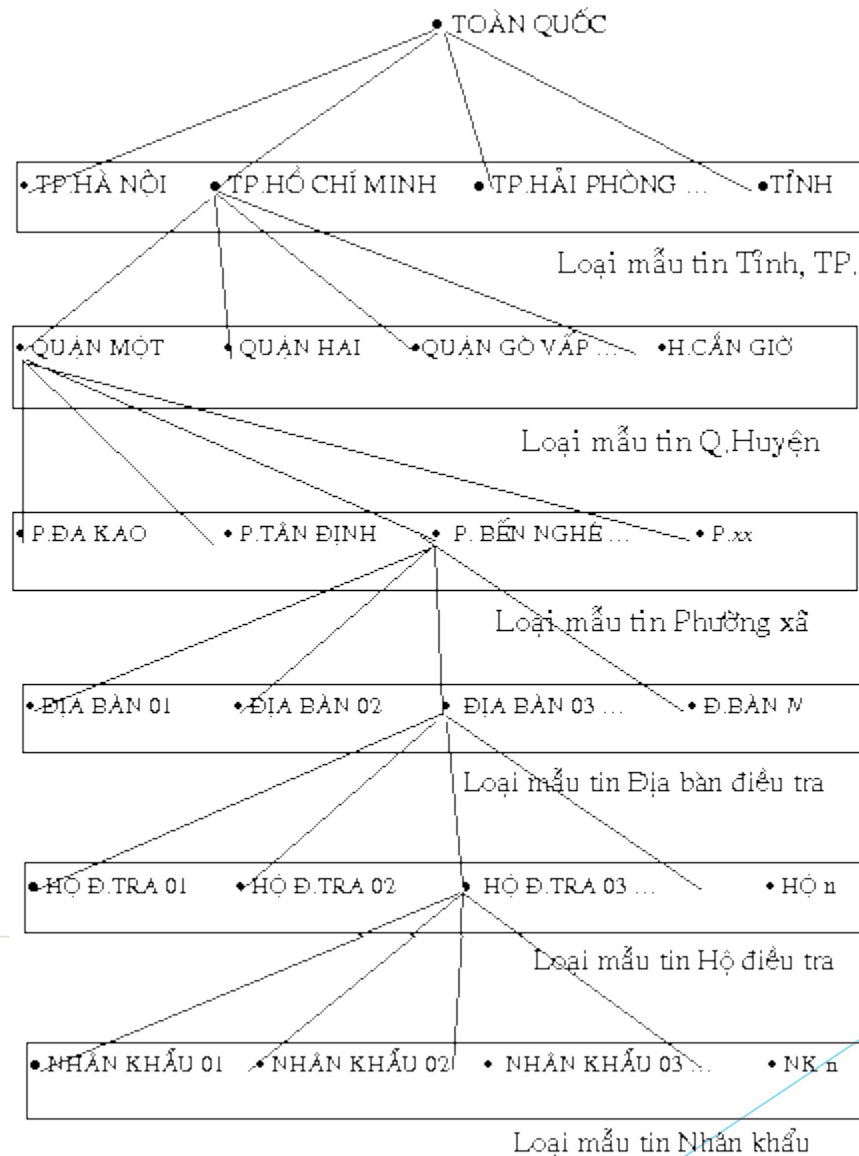 • TOÀN QUỐC
• TP.HÀ NỘI • TP.HỒ CHÍ MINH • TP.HẢI PHÒNG ... • TỈNH
Loại mẫu tin Tỉnh, TP.
• QUẬN MỘT • QUẬN HAI • QUẬN GÒ VẤP ... • H.CẦN GIỜ
Loại mẫu tin Q.Huyện
• P.ĐA KAO • P.TÂN ĐỊNH • P. BẾN NGHÉ ... • P.xx
Loại mẫu tin Phường xã
• ĐỊA BÀN 01 • ĐỊA BÀN 02 • ĐỊA BÀN 03 ... • Đ.BÀN N
Loại mẫu tin Địa bàn điều tra
• HỘ Đ.TRA 01 • HỘ Đ.TRA 02 • HỘ Đ.TRA 03 ... • HỘ n
Loại mẫu tin Hộ điều tra
• NHÂN KHẨU 01 • NHÂN KHẨU 02 • NHÂN KHẨU 03 ... • NK n
Loại mẫu tin Nhân khẩu